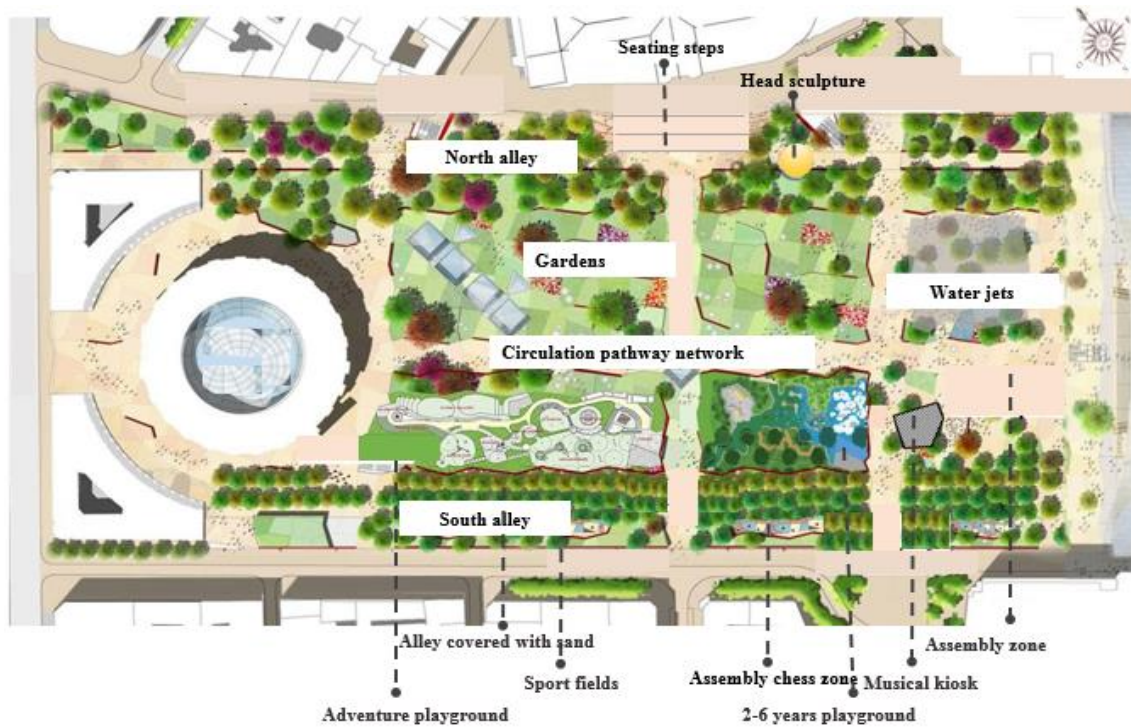 Seating steps
Head sculpture
North alley
Gardens
Water jets
Circulation pathway network
South alley
Alley covered with sand
Assembly zone
Sport fields
Assembly chess zone
Musical kiosk
Adventure playground
2-6 years playground